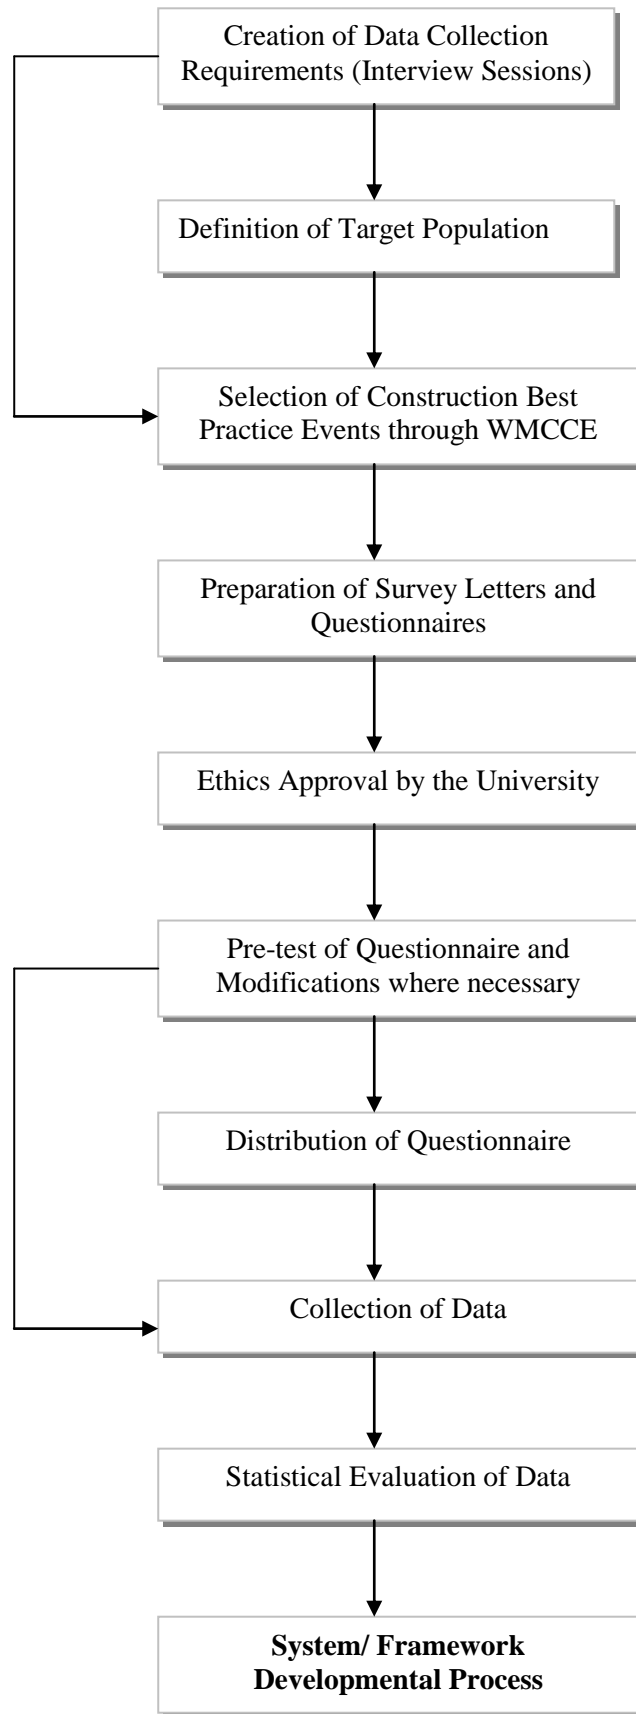 Creation of Data Collection
Requirements (Interview Sessions)
Definition of Target Population
Selection of Construction Best
Practice Events through WMCCE
Preparation of Survey Letters and
Questionnaires
Ethics Approval by the University
Pre-test of Questionnaire and
Modifications where necessary
Distribution of Questionnaire
Collection of Data
Statistical Evaluation of Data
System/ Framework
Developmental Process